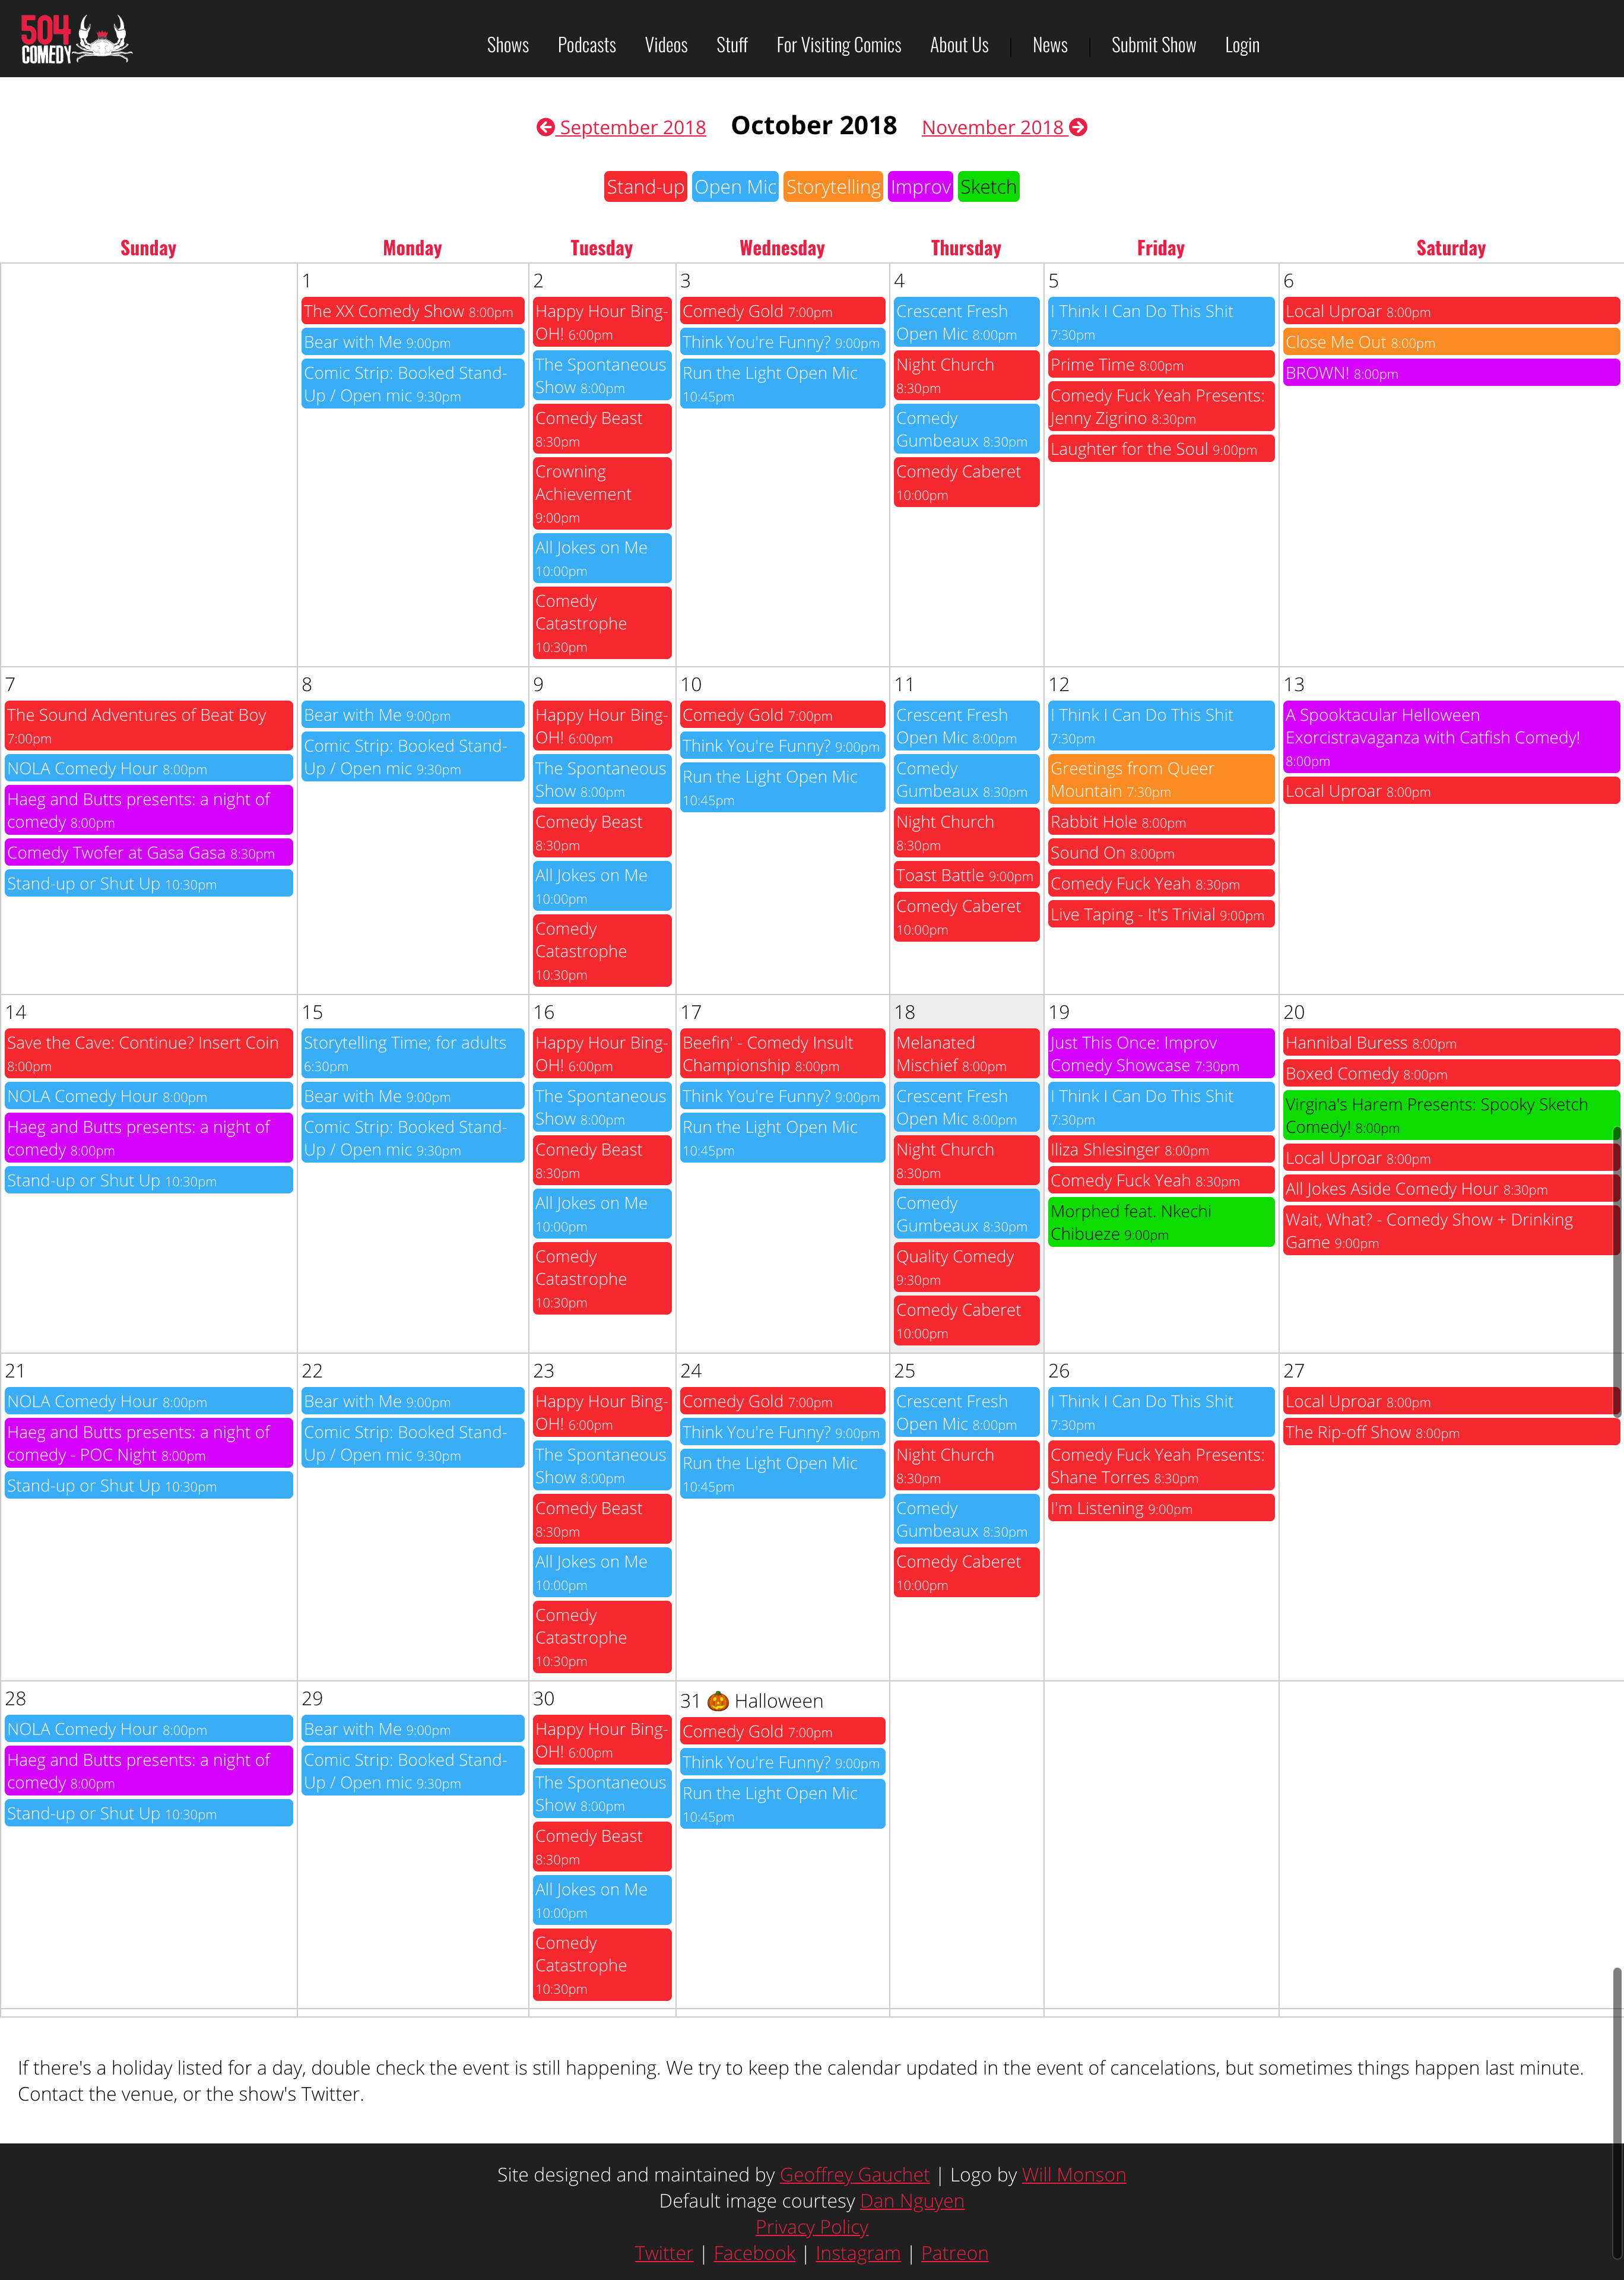 504
COMEDY
Shows Podcasts Videos Stuff For Visiting Comics About Us | News | Submit Show Login
September 2018 October 2018 November 2018
Stand-up Open Mic Storytelling Improv Sketch
Sunday Monday Tuesday Wednesday Thursday Friday Saturday
1
The XX Comedy Show 8:00pm
Bear with Me 9:00pm
Comic Strip: Booked Stand-
Up / Open mic 9:30pm
2
Happy Hour Bing-
OH! 6:00pm
The Spontaneous
Show 8:00pm
Comedy Beast
8:30pm
Crowning
Achievement
9:00pm
All Jokes on Me
10:00pm
Comedy
Catastrophe
10:30pm
3
Comedy Gold 7:00pm
Think You're Funny? 9:00pm
Run the Light Open Mic
10:45pm
4
Crescent Fresh
Open Mic 8:00pm
Night Church
8:30pm
Comedy
Gumbeaux 8:30pm
Comedy Caberet
10:00pm
5
I Think I Can Do This Shit
7:30pm
Prime Time 8:00pm
Comedy Fuck Yeah Presents:
Jenny Zigrino 8:30pm
Laughter for the Soul 9:00pm
6
Local Uproar 8:00pm
Close Me Out 8:00pm
BROWN! 8:00pm
7
The Sound Adventures of Beat Boy
7:00pm
NOLA Comedy Hour 8:00pm
Haeg and Butts presents: a night of
comedy 8:00pm
Comedy Twofer at Gasa Gasa 8:30pm
Stand-up or Shut Up 10:30pm
8
Bear with Me 9:00pm
Comic Strip: Booked Stand-
Up / Open mic 9:30pm
9
Happy Hour Bing-
OH! 6:00pm
The Spontaneous
Show 8:00pm
Comedy Beast
8:30pm
All Jokes on Me
10:00pm
Comedy
Catastrophe
10:30pm
10
Comedy Gold 7:00pm
Think You're Funny? 9:00pm
Run the Light Open Mic
10:45pm
11
Crescent Fresh
Open Mic 8:00pm
Comedy
Gumbeaux 8:30pm
Night Church
8:30pm
Toast Battle 9:00pm
Comedy Caberet
10:00pm
12
I Think I Can Do This Shit
7:30pm
Greetings from Queer
Mountain 7:30pm
Rabbit Hole 8:00pm
Sound On 8:00pm
Comedy Fuck Yeah 8:30pm
Live Taping - It's Trivial 9:00pm
13
A Spooktacular Helloween
Exorcistravaganza with Catfish Comedy!
8:00pm
Local Uproar 8:00pm
14
Save the Cave: Continue? Insert Coin
8:00pm
NOLA Comedy Hour 8:00pm
Haeg and Butts presents: a night of
comedy 8:00pm
Stand-up or Shut Up 10:30pm
15
Storytelling Time; for adults
6:30pm
Bear with Me 9:00pm
Comic Strip: Booked Stand-
Up / Open mic 9:30pm
16
Happy Hour Bing-
OH! 6:00pm
The Spontaneous
Show 8:00pm
Comedy Beast
8:30pm
All Jokes on Me
10:00pm
Comedy
Catastrophe
10:30pm
17
Beefin' - Comedy Insult
Championship 8:00pm
Think You're Funny? 9:00pm
Run the Light Open Mic
10:45pm
18
Melanated
Mischief 8:00pm
Crescent Fresh
Open Mic 8:00pm
Night Church
8:30pm
Comedy
Gumbeaux 8:30pm
Quality Comedy
9:30pm
Comedy Caberet
10:00pm
19
Just This Once: Improv
Comedy Showcase 7:30pm
I Think I Can Do This Shit
7:30pm
Iliza Shlesinger 8:00pm
Comedy Fuck Yeah 8:30pm
Morphed feat. Nkechi
Chibueze 9:00pm
20
Hannibal Buress 8:00pm
Boxed Comedy 8:00pm
Virgina's Harem Presents: Spooky Sketch
Comedy! 8:00pm
Local Uproar 8:00pm
All Jokes Aside Comedy Hour 8:30pm
Wait, What? - Comedy Show + Drinking
Game 9:00pm
21
NOLA Comedy Hour 8:00pm
Haeg and Butts presents: a night of
comedy - POC Night 8:00pm
Stand-up or Shut Up 10:30pm
22
Bear with Me 9:00pm
Comic Strip: Booked Stand-
Up / Open mic 9:30pm
23
Happy Hour Bing-
OH! 6:00pm
The Spontaneous
Show 8:00pm
Comedy Beast
8:30pm
All Jokes on Me
10:00pm
Comedy
Catastrophe
10:30pm
24
Comedy Gold 7:00pm
Think You're Funny? 9:00pm
Run the Light Open Mic
10:45pm
25
Crescent Fresh
Open Mic 8:00pm
Night Church
8:30pm
Comedy
Gumbeaux 8:30pm
Comedy Caberet
10:00pm
26
I Think I Can Do This Shit
7:30pm
Comedy Fuck Yeah Presents:
Shane Torres 8:30pm
I'm Listening 9:00pm
27
Local Uproar 8:00pm
The Rip-off Show 8:00pm
28
NOLA Comedy Hour 8:00pm
Haeg and Butts presents: a night of
comedy 8:00pm
Stand-up or Shut Up 10:30pm
29
Bear with Me 9:00pm
Comic Strip: Booked Stand-
Up / Open mic 9:30pm
30
Happy Hour Bing-
OH! 6:00pm
The Spontaneous
Show 8:00pm
Comedy Beast
8:30pm
All Jokes on Me
10:00pm
Comedy
Catastrophe
10:30pm
31 🎃 Halloween
Comedy Gold 7:00pm
Think You're Funny? 9:00pm
Run the Light Open Mic
10:45pm
If there's a holiday listed for a day, double check the event is still happening. We try to keep the calendar updated in the event of cancelations, but sometimes things happen last minute.
Contact the venue, or the show's Twitter.
Site designed and maintained by Geoffrey Gauchet | Logo by Will Monson
Default image courtesy Dan Nguyen
Privacy Policy
Twitter | Facebook | Instagram | Patreon